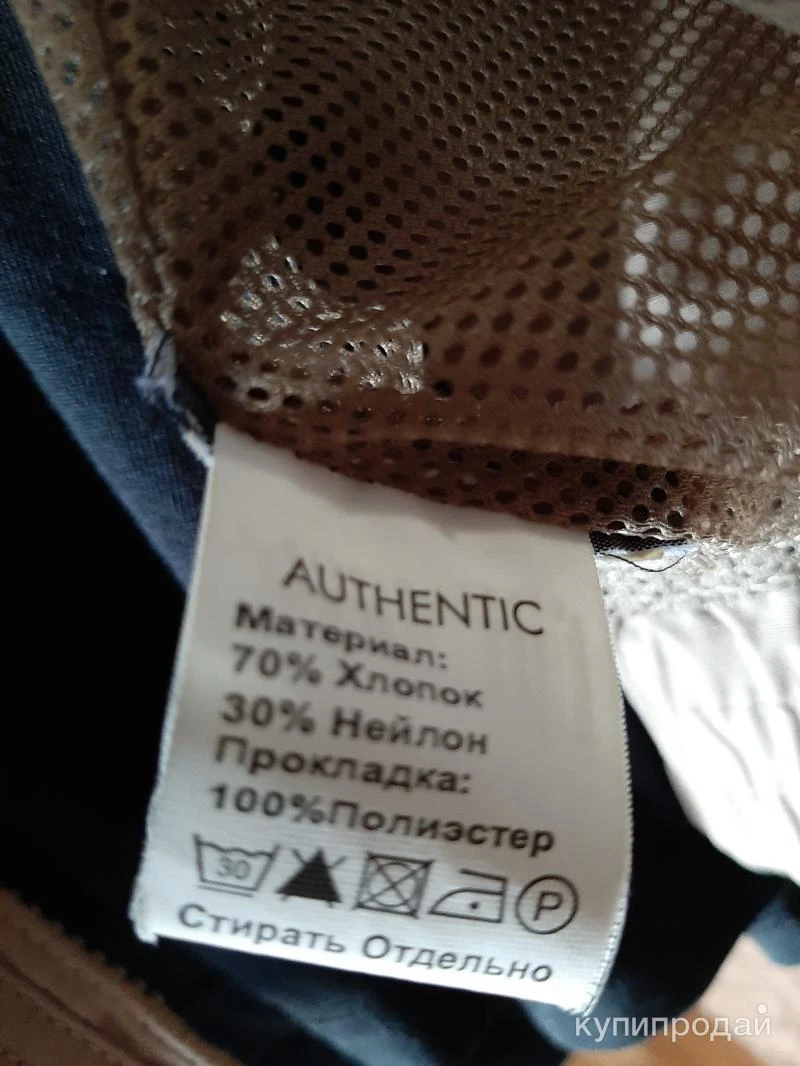 AUTHENTIC
Материал:
70% Хлопок
30% Нейлон
Прокладка:
100%Полиэстер
30
P
Стирать Отдельно
купипродай